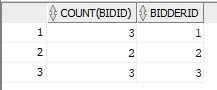 COUNT(BIDID) BIDDERID
1 3 1
2 2 2
3 3 3